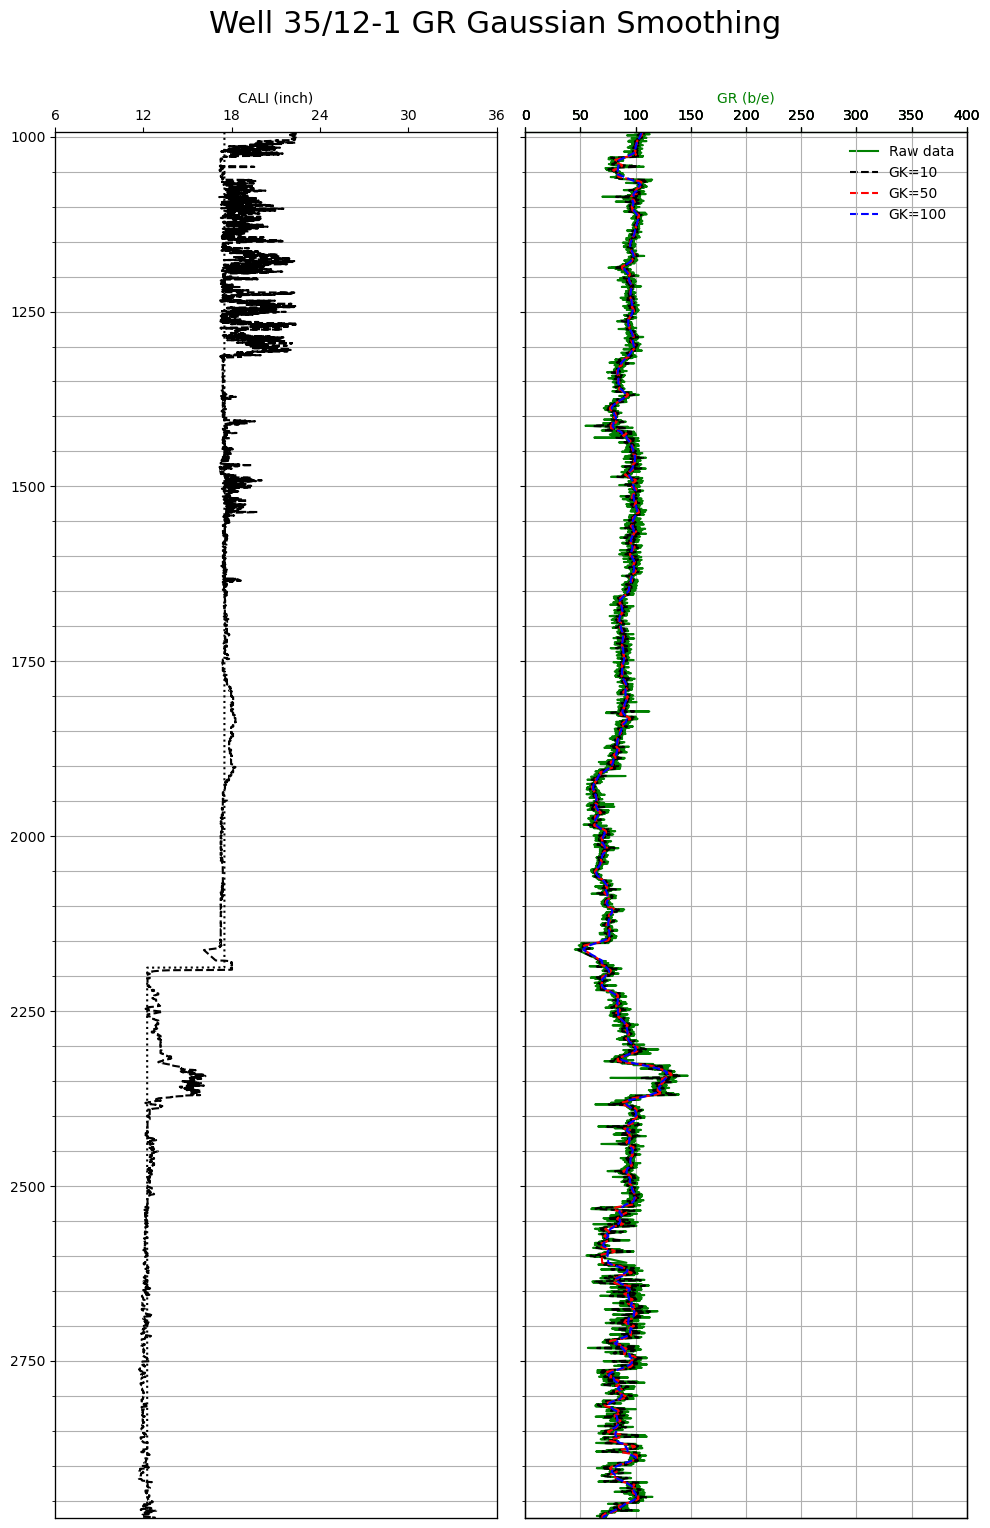 Well 35/12-1 GR Gaussian Smoothing
CALI (inch)
GR (b/e)
6 12 18 24 30 36
0 50 100 150 200 250 300 350 400
Raw data
GK=10
GK=50
GK=100
1000
1250
1500
1750
2000
2250
2500
2750